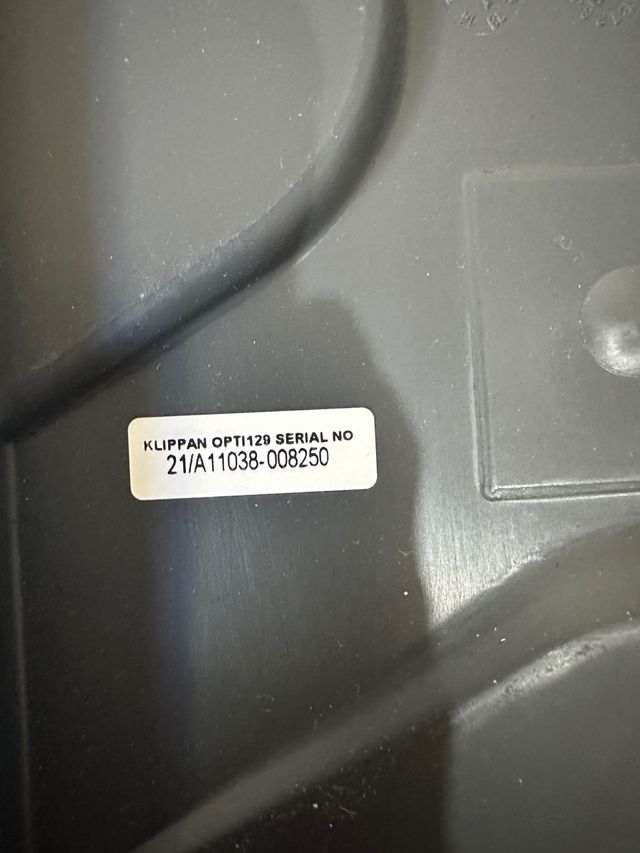 KLIPPAN OPTI129 SERIAL NO
21/A11038-008250